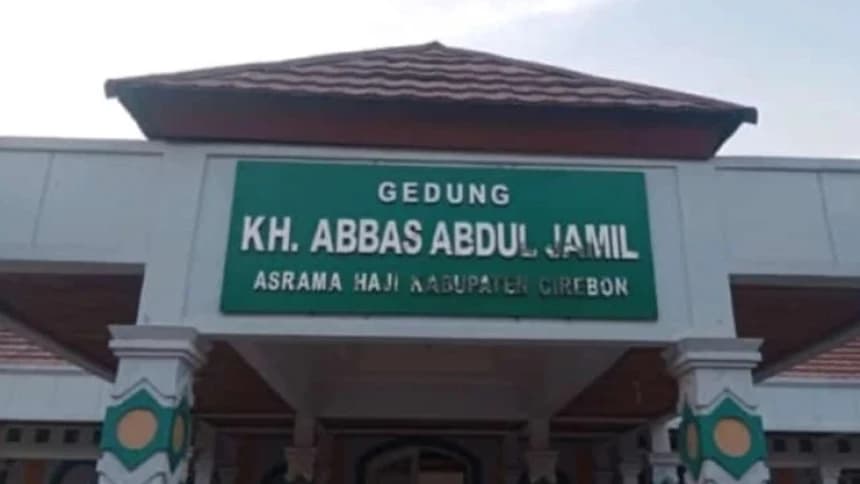 GEDUNG
KH. ABBAS ABDUL JAMIL
ASRAMA HAJI KABUPATEN CIREBON